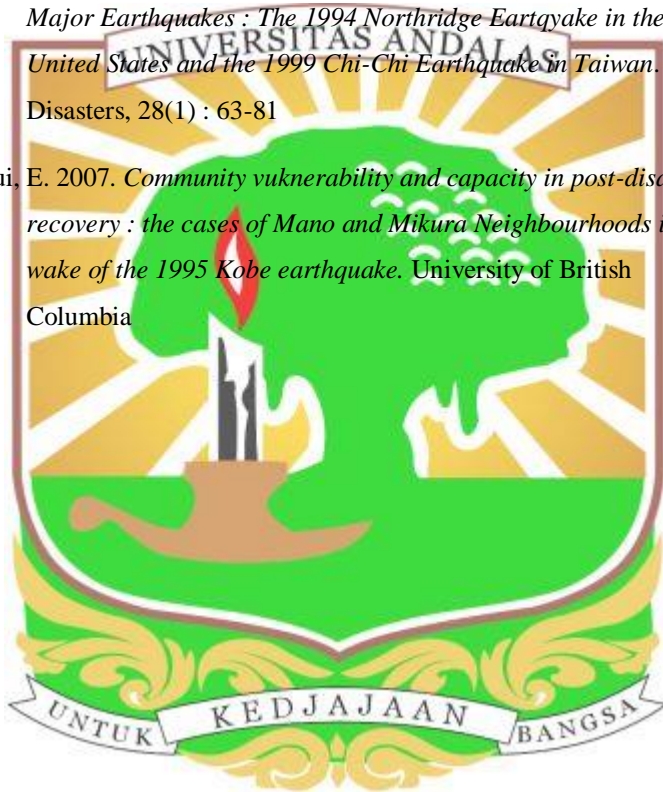 Major Earthquakes : The 1994 Northridge Eartqyake in the
UNIVERSITAS ANDALAS
United States and the 1999 Chi-Chi Earthquake in Taiwan.
Disasters, 28(1) : 63-81
E. 2007. Community vuknerability and capacity in post-disa
recovery : the cases of Mano and Mikura Neighbourhoods i
wake of the 1995 Kobe earthquake. University of British
Columbia
UNTUK KEDJAJAAN BANGSA